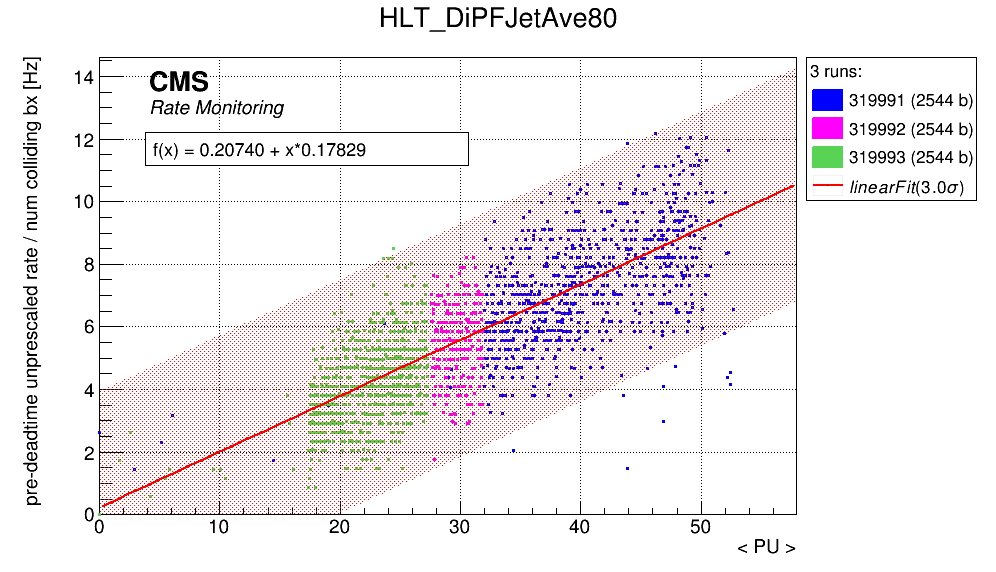 HLT_DiPFJetAve80
pre-deadtime unprescaled rate / num colliding bx [Hz]
14
12
10
8
6
4
2
0
CMS
Rate Monitoring
f(x) = 0.20740 + x*0.17829
3 runs:
319991 (2544 b)
319992 (2544 b)
319993 (2544 b)
linearFit(3.0σ)
0 10 20 30 40 50
< PU >